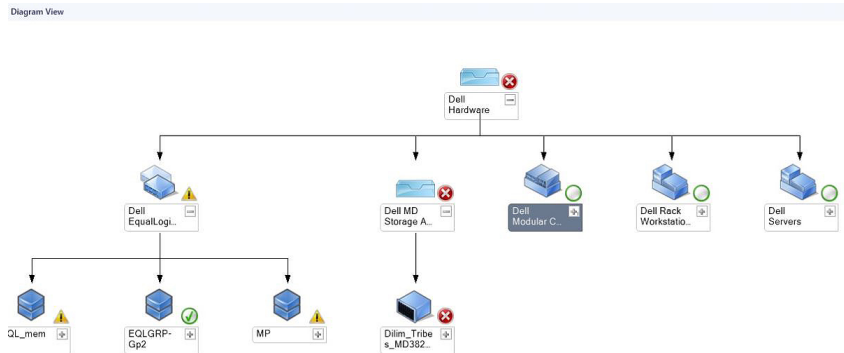 Diagram View
Dell
Hardware
Dell
EqualLogi..
Dell MD
Storage A..
Dell
Modular C..
Dell Rack
Workstatio..
Dell
Servers
QL_mem
EQLGRP-
Gp2
MP
Dilim_Tribe
s_MD382..